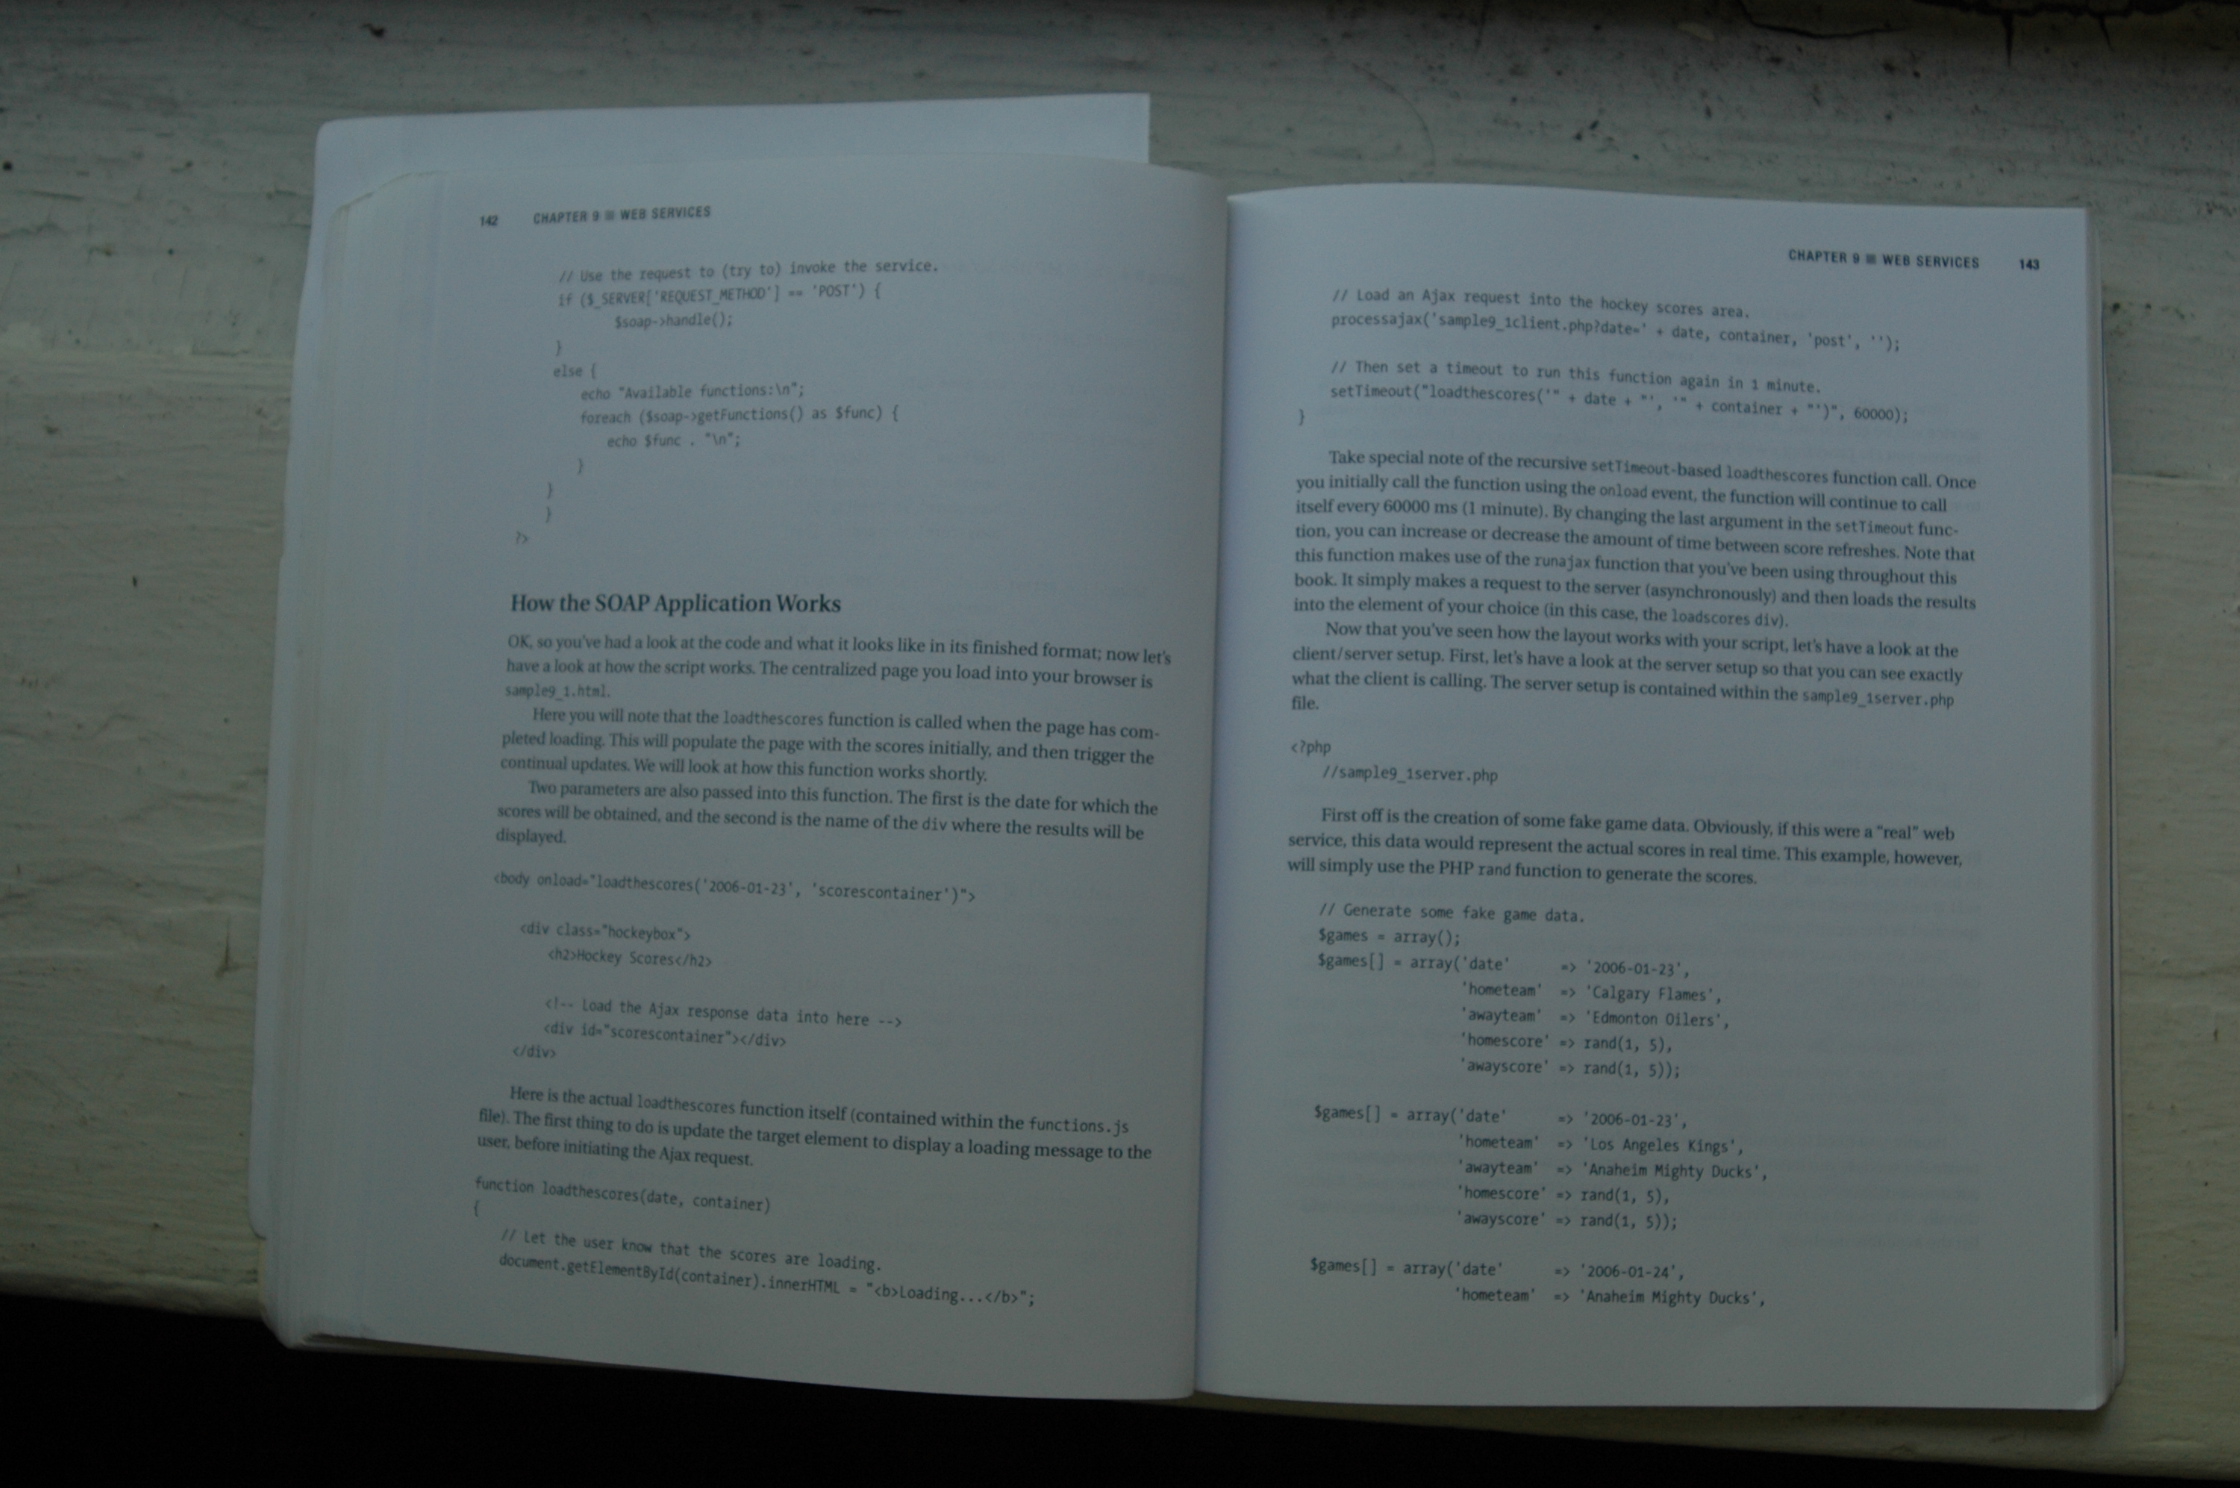 142 CHAPTER 9 ■ WEB SERVICES
// Use the request to (try to) invoke the service.
if ($_SERVER['REQUEST_METHOD'] == 'POST') {
$soap->handle();
}
else {
echo "Available functions:\n";
foreach ($soap->getFunctions() as $func) {
echo $func . "\n";
}
}
}
?>
How the SOAP Application Works
OK, so you've had a look at the code and what it looks like in its finished format; now let's
have a look at how the script works. The centralized page you load into your browser is
sample9_1.html.
Here you will note that the loadthescores function is called when the page has com-
pleted loading. This will populate the page with the scores initially, and then trigger the
continual updates. We will look at how this function works shortly.
Two parameters are also passed into this function. The first is the date for which the
scores will be obtained, and the second is the name of the div where the results will be
displayed.
<body onload="loadthescores('2006-01-23', 'scorescontainer')">
<div class="hockeybox">
<h2>Hockey Scores</h2>
<!-- Load the Ajax response data into here -->
<div id="scorescontainer"></div>
</div>
Here is the actual loadthescores function itself (contained within the functions.js
file). The first thing to do is update the target element to display a loading message to the
user, before initiating the Ajax request.
function loadthescores(date, container)
{
// Let the user know that the scores are loading.
document.getElementById(container).innerHTML = "<b>Loading...</b>";
CHAPTER 9 ■ WEB SERVICES 143
// Load an Ajax request into the hockey scores area.
processajax('sample9_1client.php?date=' + date, container, 'post', '');
// Then set a timeout to run this function again in 1 minute.
setTimeout("loadthescores('" + date + "', '" + container + "')", 60000);
}
Take special note of the recursive setTimeout-based loadthescores function call. Once
you initially call the function using the onload event, the function will continue to call
itself every 60000 ms (1 minute). By changing the last argument in the setTimeout func-
tion, you can increase or decrease the amount of time between score refreshes. Note that
this function makes use of the runajax function that you've been using throughout this
book. It simply makes a request to the server (asynchronously) and then loads the results
into the element of your choice (in this case, the loadscores div).
Now that you've seen how the layout works with your script, let's have a look at the
client/server setup. First, let's have a look at the server setup so that you can see exactly
what the client is calling. The server setup is contained within the sample9_1server.php
file.
<?php
//sample9_1server.php
First off is the creation of some fake game data. Obviously, if this were a "real" web
service, this data would represent the actual scores in real time. This example, however,
will simply use the PHP rand function to generate the scores.
// Generate some fake game data.
$games = array();
$games[] = array('date' => '2006-01-23',
'hometeam' => 'Calgary Flames',
'awayteam' => 'Edmonton Oilers',
'homescore' => rand(1, 5),
'awayscore' => rand(1, 5));
$games[] = array('date' => '2006-01-23',
'hometeam' => 'Los Angeles Kings',
'awayteam' => 'Anaheim Mighty Ducks',
'homescore' => rand(1, 5),
'awayscore' => rand(1, 5));
$games[] = array('date' => '2006-01-24',
'hometeam' => 'Anaheim Mighty Ducks',